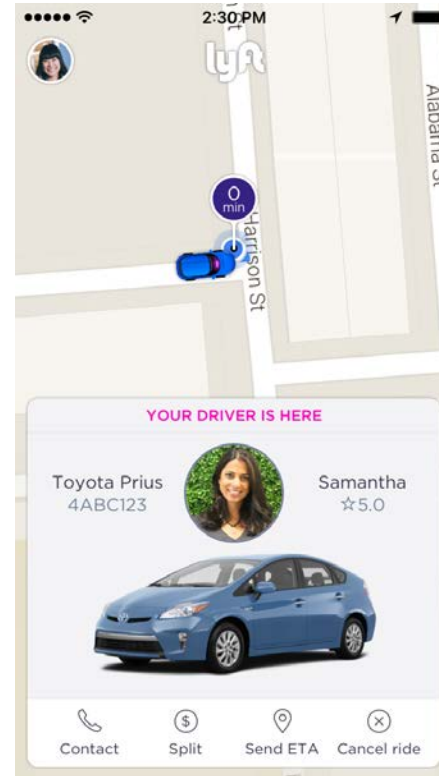 2:30 PM
lyft
Alabama St
0
min
Harrison St
YOUR DRIVER IS HERE
Toyota Prius
4ABC123
Samantha
☆5.0
$
Contact
Split
Send ETA
Cancel ride